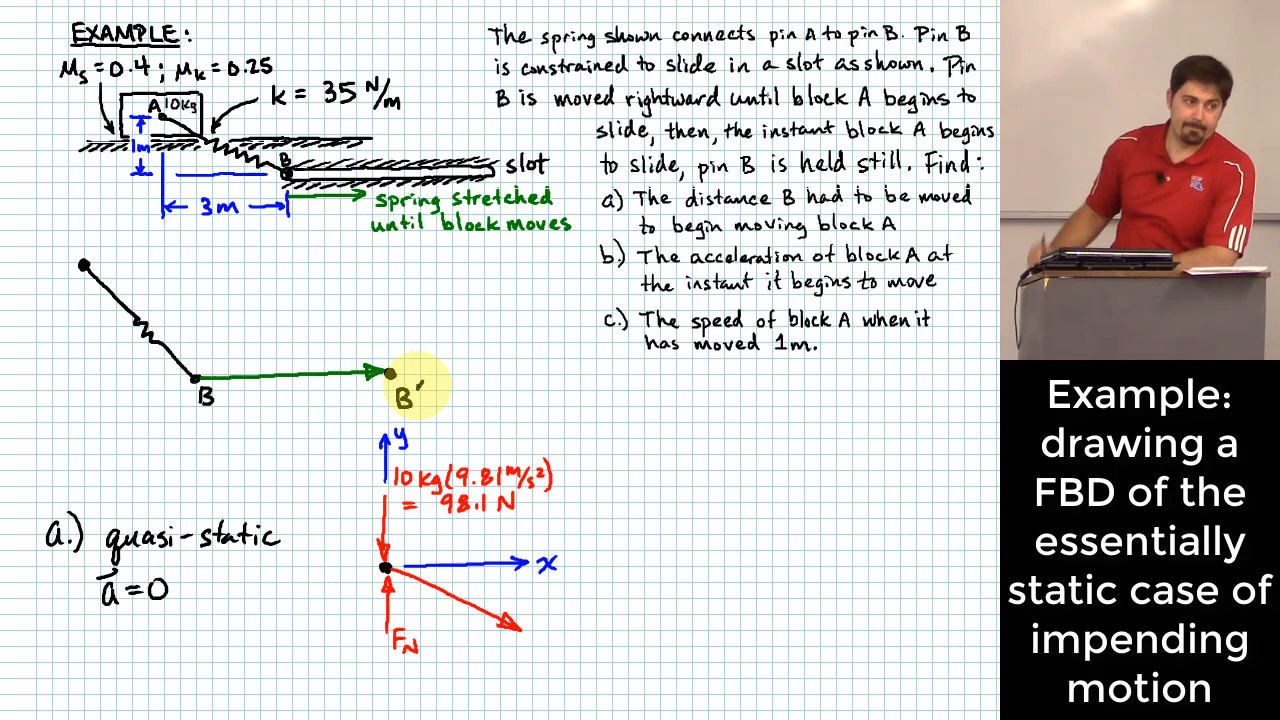 EXAMPLE:
μs = 0.4 ; μk = 0.25
A 10kg
k = 35 N/m
1m
B
slot
3m
spring stretched
until block moves
The spring shown connects pin A to pin B. Pin B
is constrained to slide in a slot as shown. Pin
B is moved rightward until block A begins to
slide, then, the instant block A begins
to slide, pin B is held still. Find:
a.) The distance B had to be moved
to begin moving block A
b.) The acceleration of block A at
the instant it begins to move
c.) The speed of block A when it
has moved 1m.
B
B'
y
10 kg(9.81 m/s²)
= 98.1 N
x
FN
a.) quasi-static
a⃗ = 0
Example:
drawing a
FBD of the
essentially
static case of
impending
motion